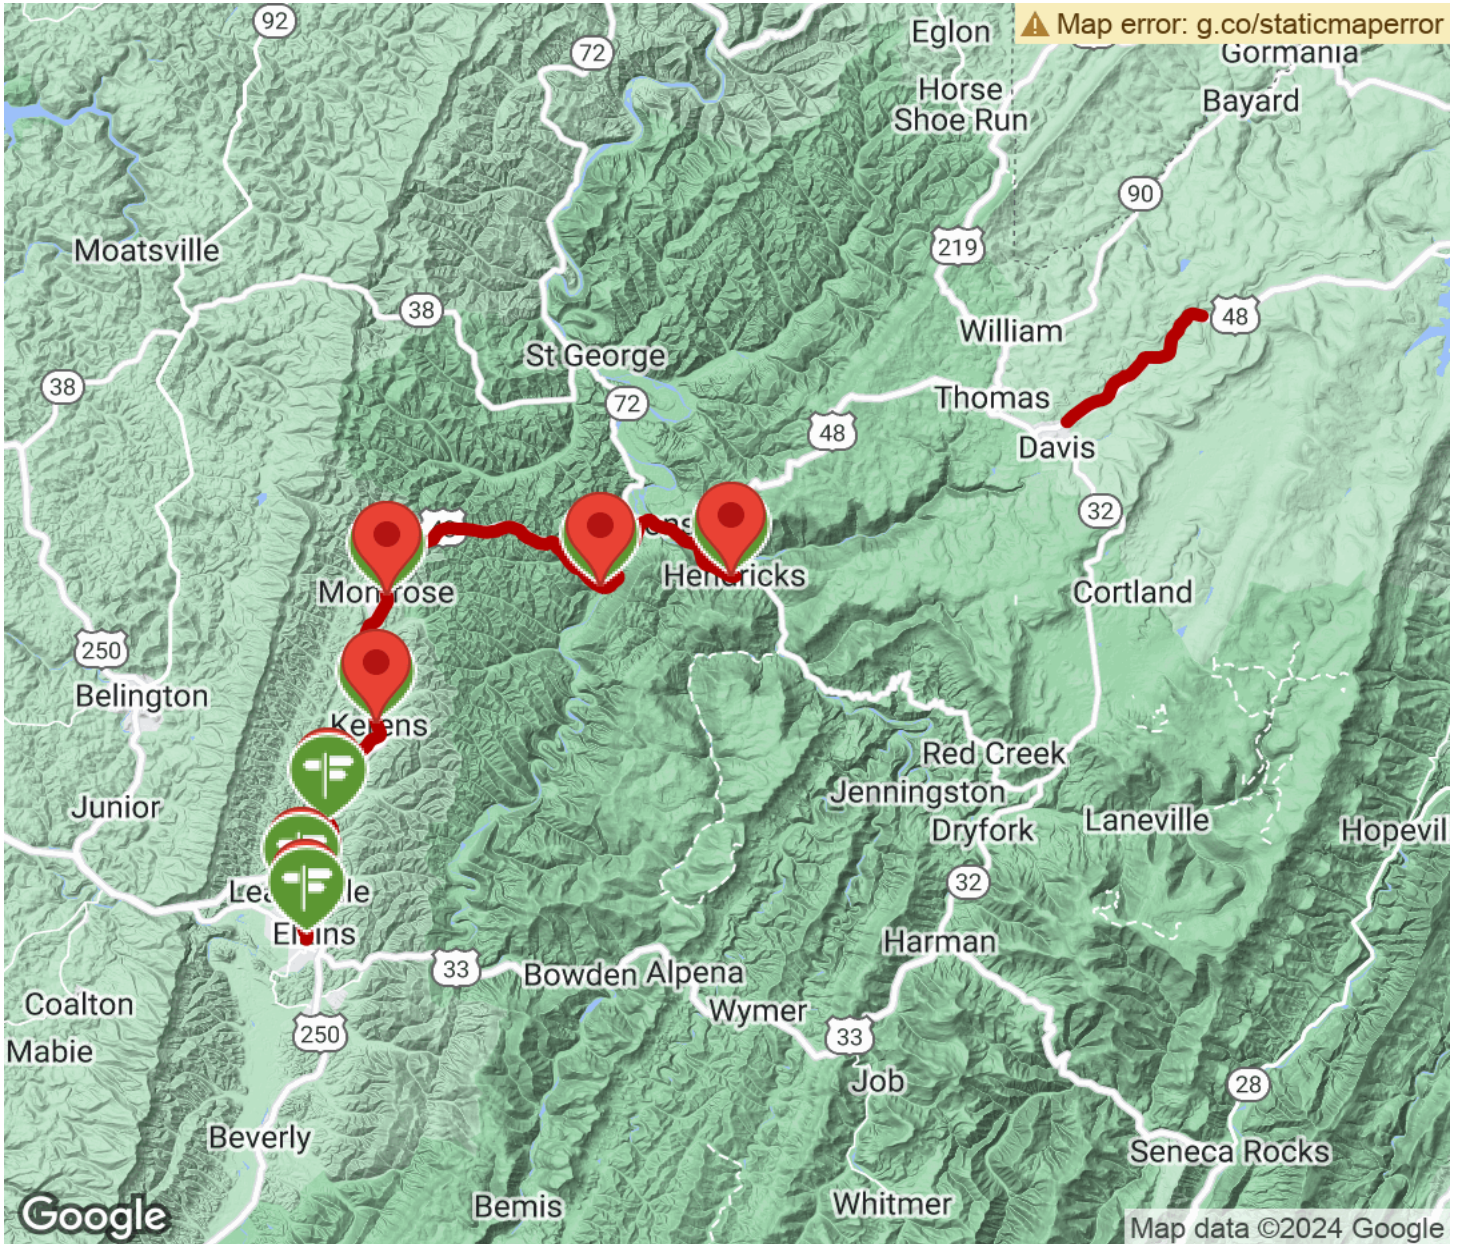 92
72
Eglon
Map error: g.co/staticmaperror
Gormania
Horse
Shoe Run
Bayard
90
Moatsville
219
38
48
William
St George
38
Thomas
72
48
Davis
32
Hendricks
Montrose
Cortland
250
Belington
Kerens
Red Creek
Jennington
Junior
Laneville
Dryfork
Hopevil
32
Elkins
Harman
33
Bowden
Alpena
Coalton
Wymer
250
33
Mabie
Job
28
Beverly
Seneca Rocks
Bemis
Whitmer
Google
Map data ©2024 Google